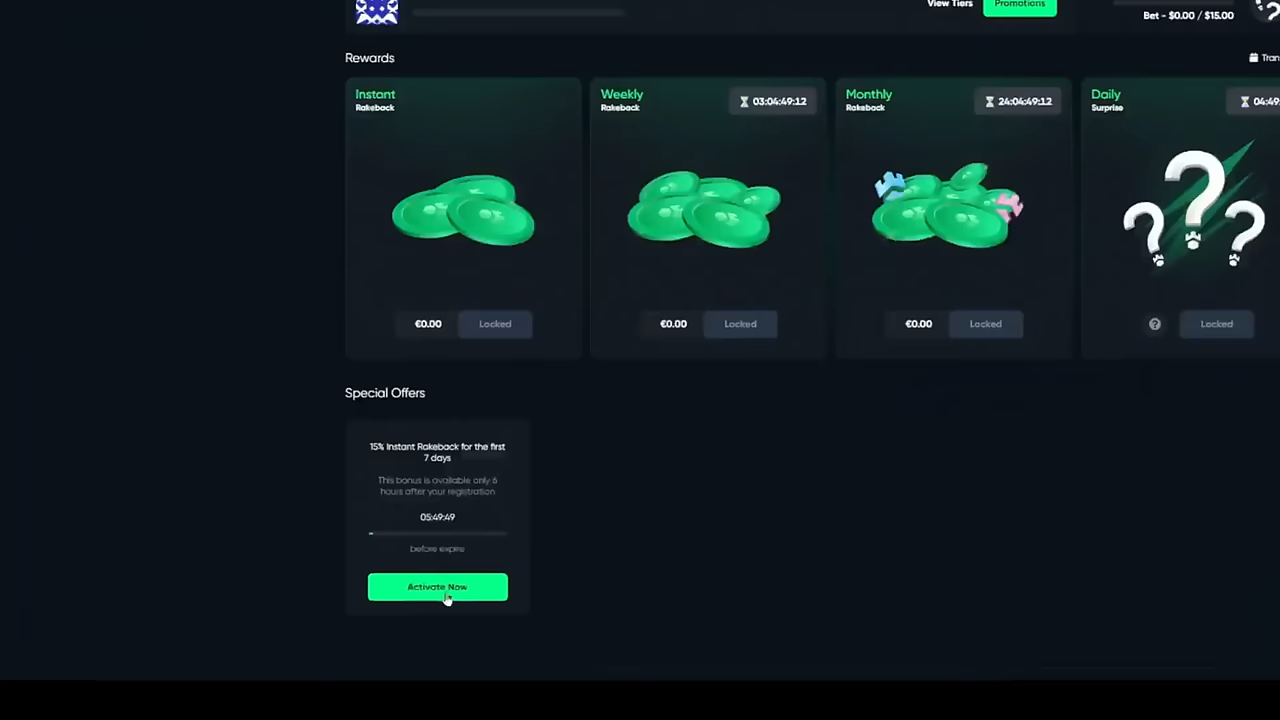 View Tiers
Promotions
Bet - $0.00 / $15.00
Rewards
Instant
Rakeback
Weekly
Rakeback
03:04:49:12
Monthly
Rakeback
24:04:49:12
Daily
Surprise
€0.00
Locked
€0.00
Locked
€0.00
Locked
?
Locked
Special Offers
15% Instant Rakeback for the first
7 days
This bonus is available only 6
hours after your registration
05:49:49
before expire
Activate Now